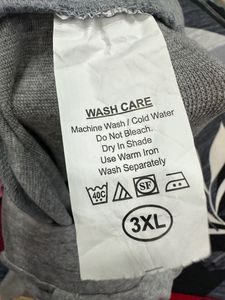 WASH CARE
Machine Wash / Cold Water
Do Not Bleach.
Dry In Shade
Use Warm Iron
Wash Separately
40C SF
3XL